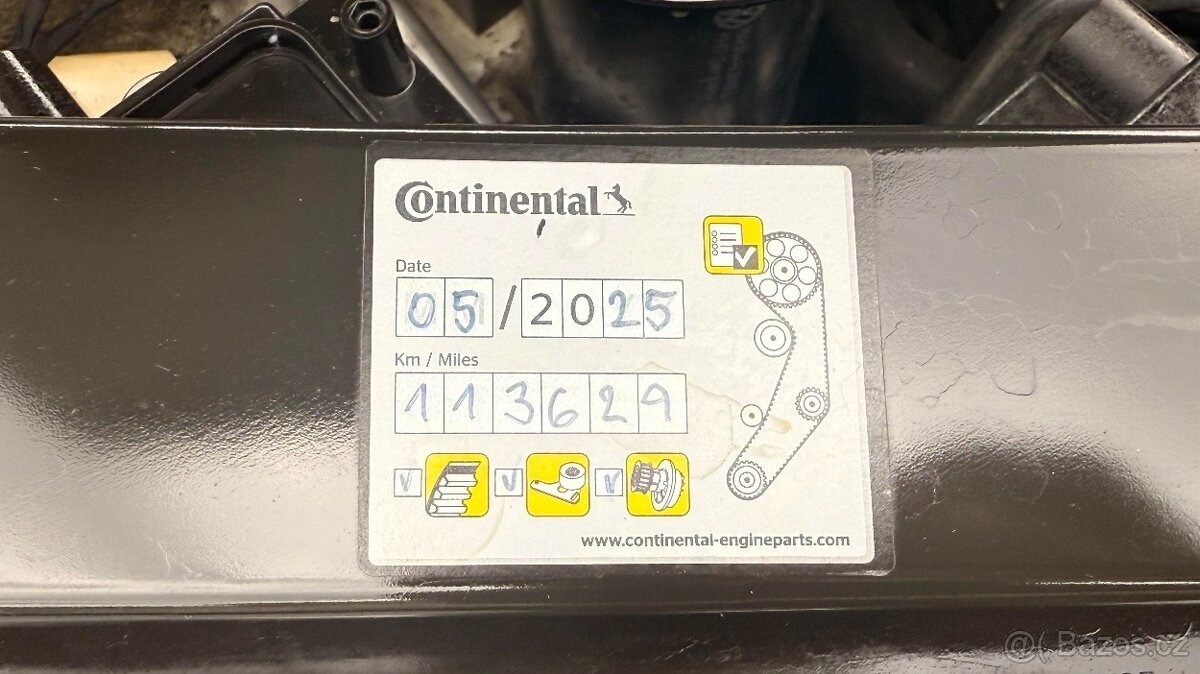 Continental
Date
05/2025
Km / Miles
113629
www.continental-engineparts.com
Bazos.cz